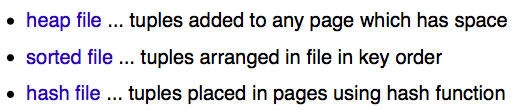 • heap file ... tuples added to any page which has space
• sorted file ... tuples arranged in file in key order
• hash file ... tuples placed in pages using hash function